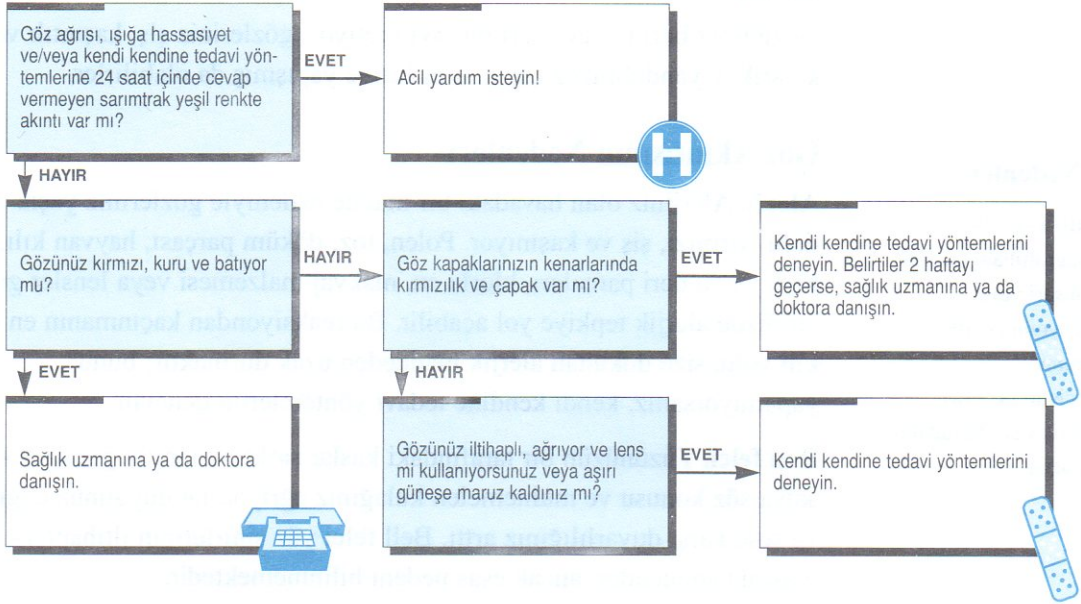 Göz ağrısı, ışığa hassasiyet
ve/veya kendi kendine tedavi yön-
temlerine 24 saat içinde cevap
vermeyen sarımtrak yeşil renkte
akıntı var mı?
EVET
Acil yardım isteyin!
H
HAYIR
Gözünüz kırmızı, kuru ve batıyor
mu?
HAYIR
Göz kapaklarınızın kenarlarında
kırmızılık ve çapak var mı?
EVET
Kendi kendine tedavi yöntemlerini
deneyin. Belirtiler 2 haftayı
geçerse, sağlık uzmanına ya da
doktora danışın.
EVET
HAYIR
Sağlık uzmanına ya da doktora
danışın.
Gözünüz iltihaplı, ağrıyor ve lens
mi kullanıyorsunuz veya aşırı
güneşe maruz kaldınız mı?
EVET
Kendi kendine tedavi yöntemlerini
deneyin.